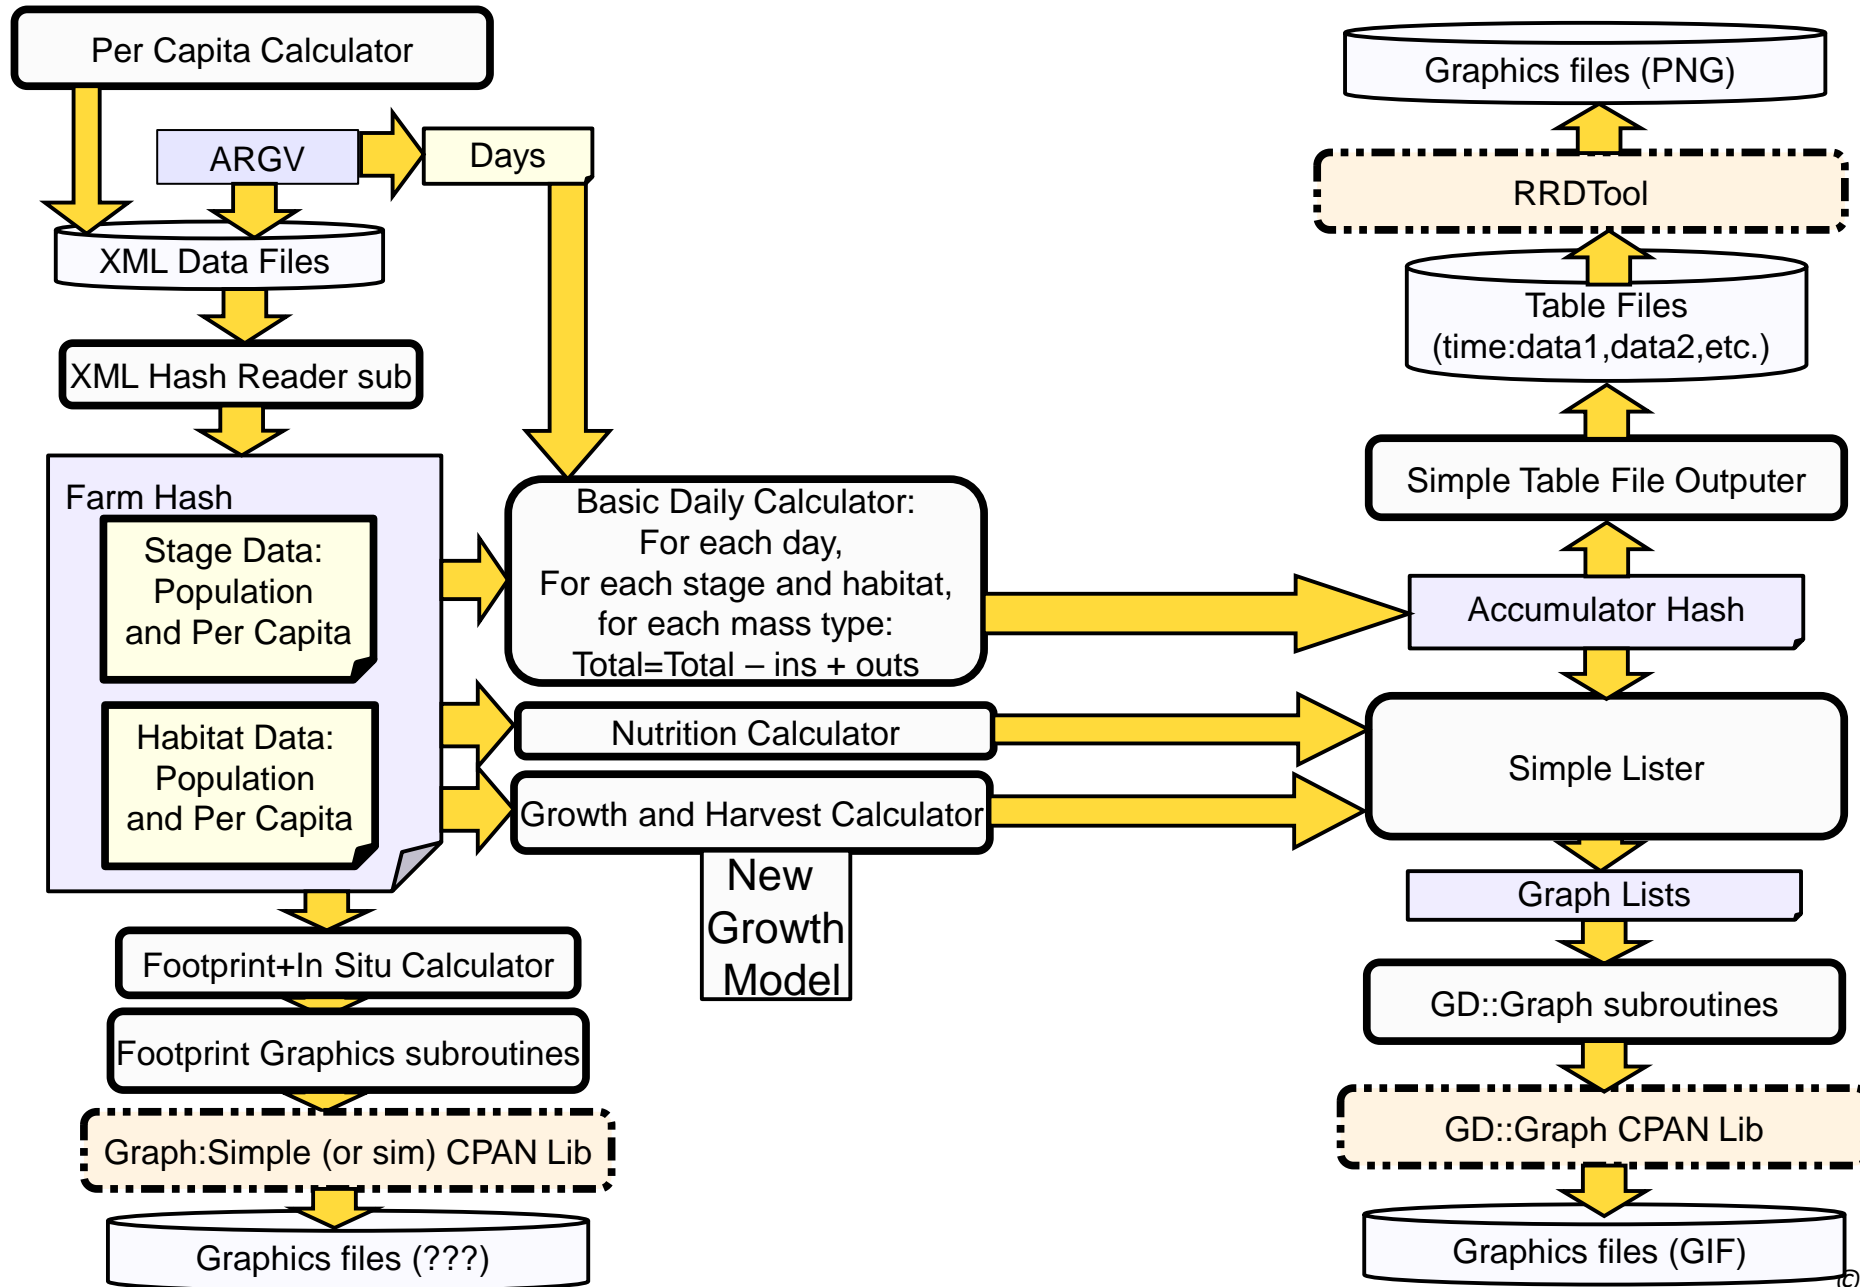 Per Capita Calculator
ARGV
Days
XML Data Files
XML Hash Reader sub
Farm Hash
Stage Data:
Population
and Per Capita
Habitat Data:
Population
and Per Capita
Basic Daily Calculator:
For each day,
For each stage and habitat,
for each mass type:
Total=Total – ins + outs
Nutrition Calculator
Growth and Harvest Calculator
New
Growth
Model
Footprint+In Situ Calculator
Footprint Graphics subroutines
Graph:Simple (or sim) CPAN Lib
Graphics files (???)
Graphics files (PNG)
RRDTool
Table Files
(time:data1,data2,etc.)
Simple Table File Outputer
Accumulator Hash
Simple Lister
Graph Lists
GD::Graph subroutines
GD::Graph CPAN Lib
Graphics files (GIF)